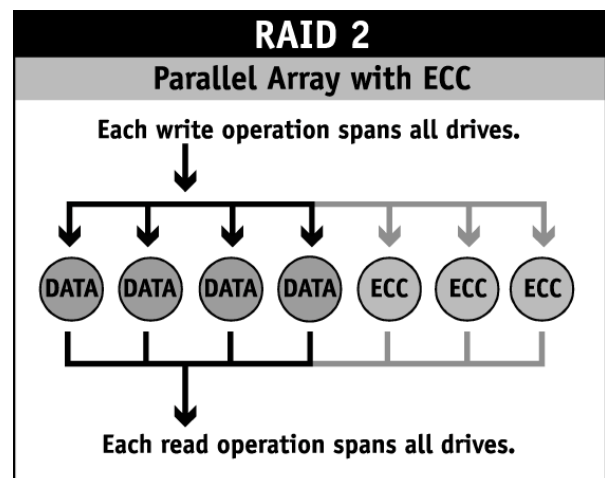 RAID 2
Parallel Array with ECC
Each write operation spans all drives.
DATA DATA DATA DATA ECC ECC ECC
Each read operation spans all drives.